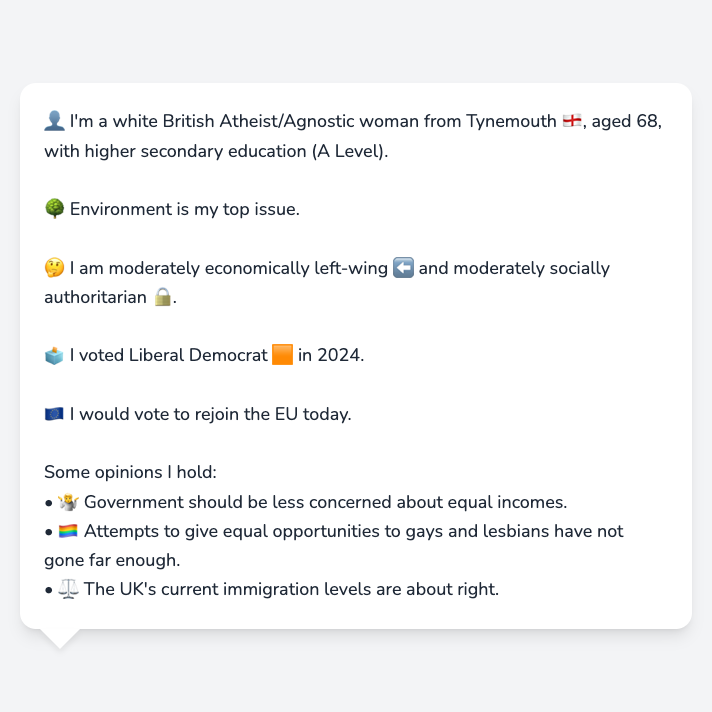 👤 I'm a white British Atheist/Agnostic woman from Tynemouth 🏴󠁧󠁢󠁥󠁮󠁧󠁿, aged 68,
with higher secondary education (A Level).
🌳 Environment is my top issue.
🤔 I am moderately economically left-wing ⬅️ and moderately socially
authoritarian 🔒.
🗳️ I voted Liberal Democrat 🟧 in 2024.
🇪🇺 I would vote to rejoin the EU today.
Some opinions I hold:
• 🤷‍♀️ Government should be less concerned about equal incomes.
• 🏳️‍🌈 Attempts to give equal opportunities to gays and lesbians have not
gone far enough.
• ⚖️ The UK's current immigration levels are about right.